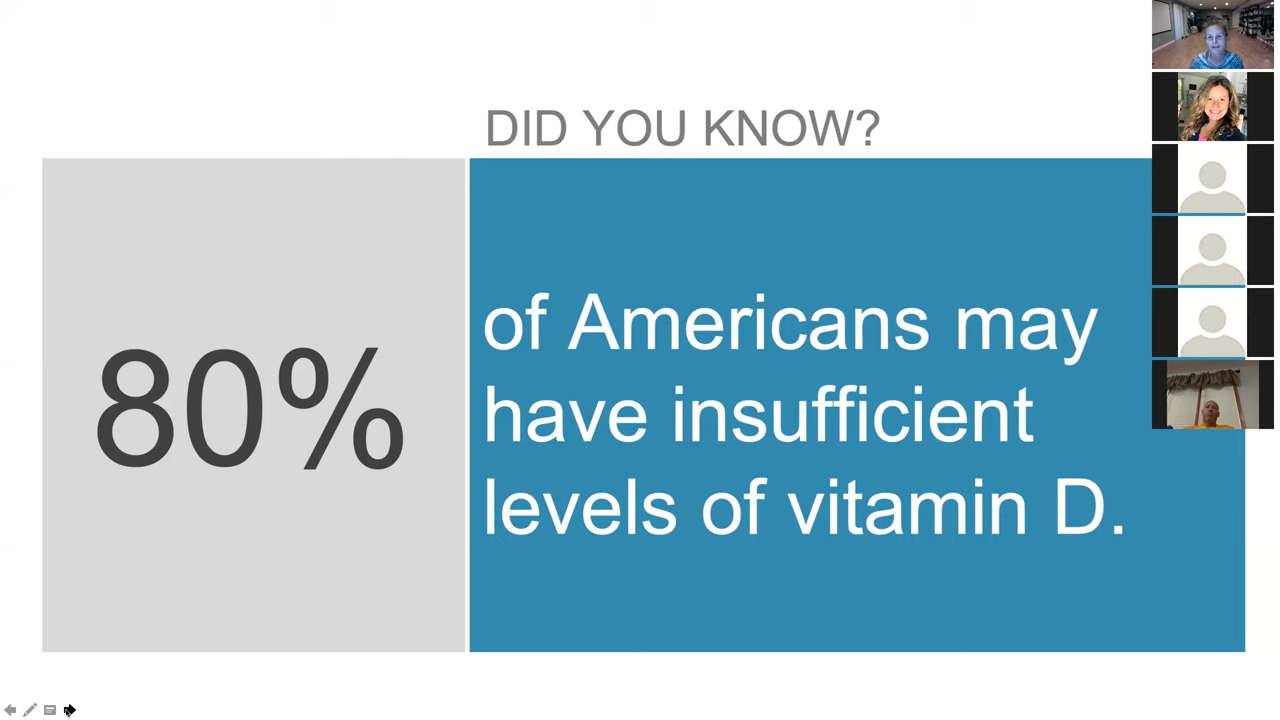 DID YOU KNOW?
80%
of Americans may
have insufficient
levels of vitamin D.